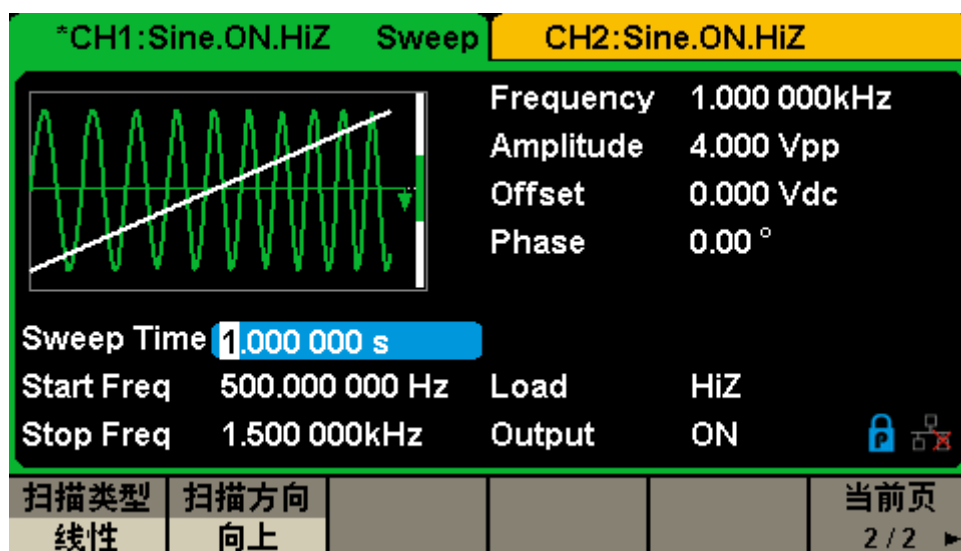 *CH1:Sine.ON.HiZ Sweep CH2:Sine.ON.HiZ
Frequency 1.000 000kHz
Amplitude 4.000 Vpp
Offset 0.000 Vdc
Phase 0.00 °
Sweep Time 1.000 000 s
Start Freq 500.000 000 Hz Load HiZ
Stop Freq 1.500 000kHz Output ON
扫描类型 扫描方向 当前页
线性 向上 2/2